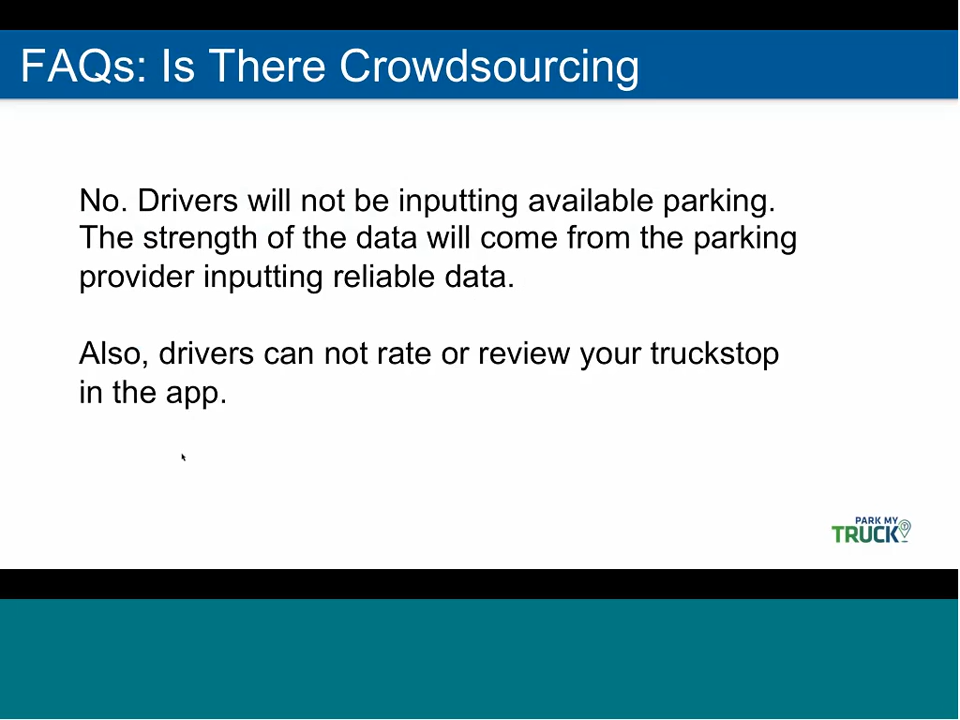 FAQs: Is There Crowdsourcing
No. Drivers will not be inputting available parking.
The strength of the data will come from the parking
provider inputting reliable data.
Also, drivers can not rate or review your truckstop
in the app.
PARK MY
TRUCK